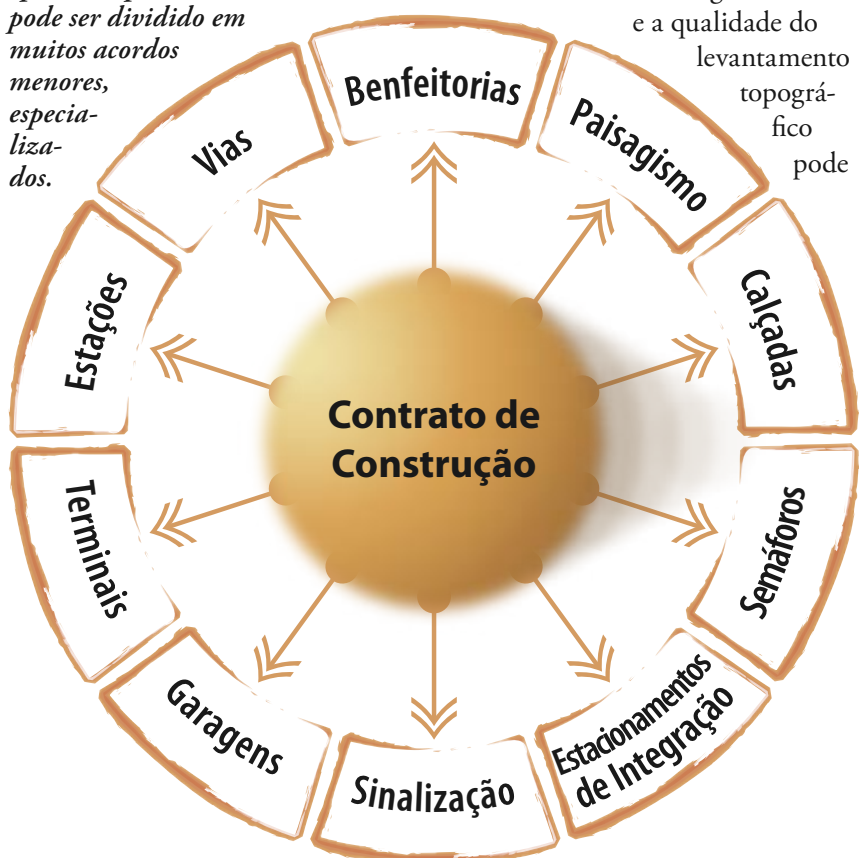 pode ser dividido em
muitos acordos
menores,
especia-
liza-
dos.
e a qualidade do
levantamento
topográ-
fico
pode
Benfeitorias
Paisagismo
Calçadas
Semáforos
Estacionamentos
de Integração
Sinalização
Garagens
Terminais
Estações
Vias
Contrato de
Construção